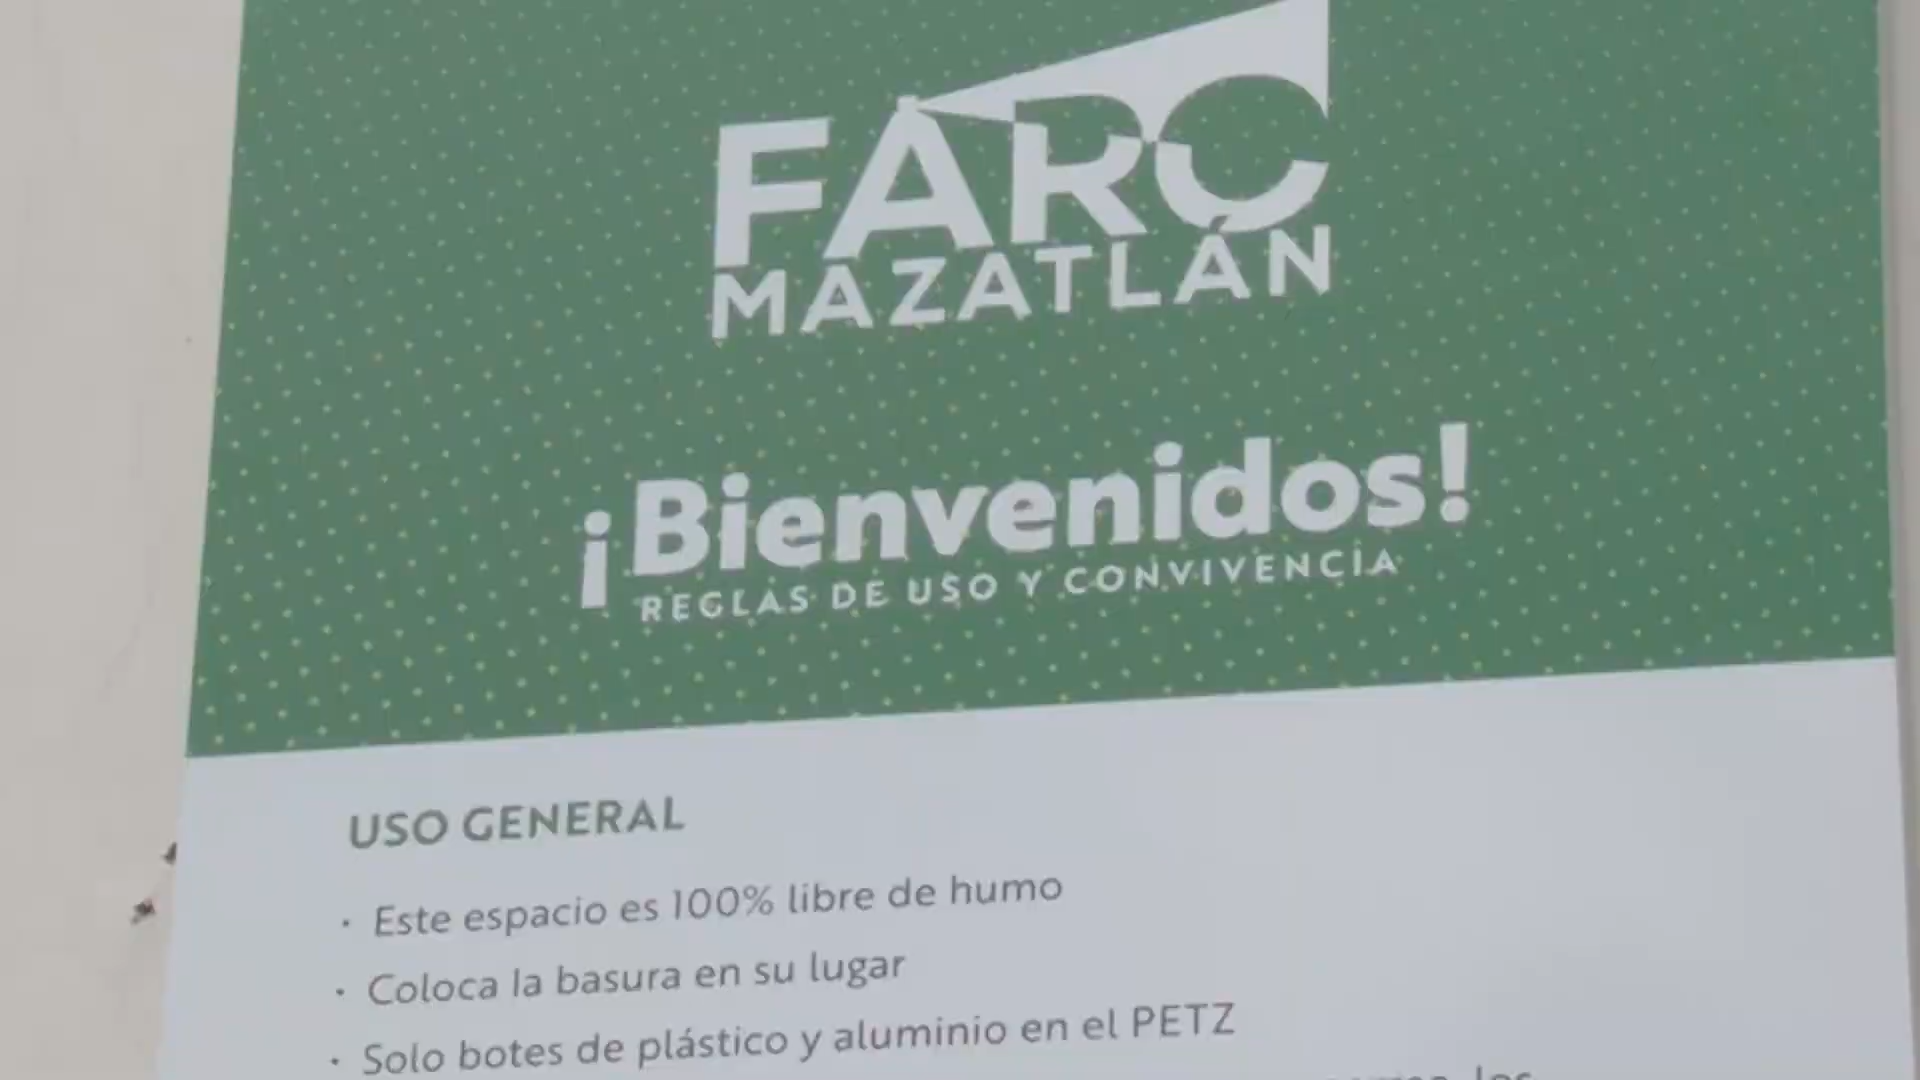 FARO
MAZATLÁN
¡Bienvenidos!
REGLAS DE USO Y CONVIVENCIA
USO GENERAL
· Este espacio es 100% libre de humo
· Coloca la basura en su lugar
· Solo botes de plástico y aluminio en el PETZ
los